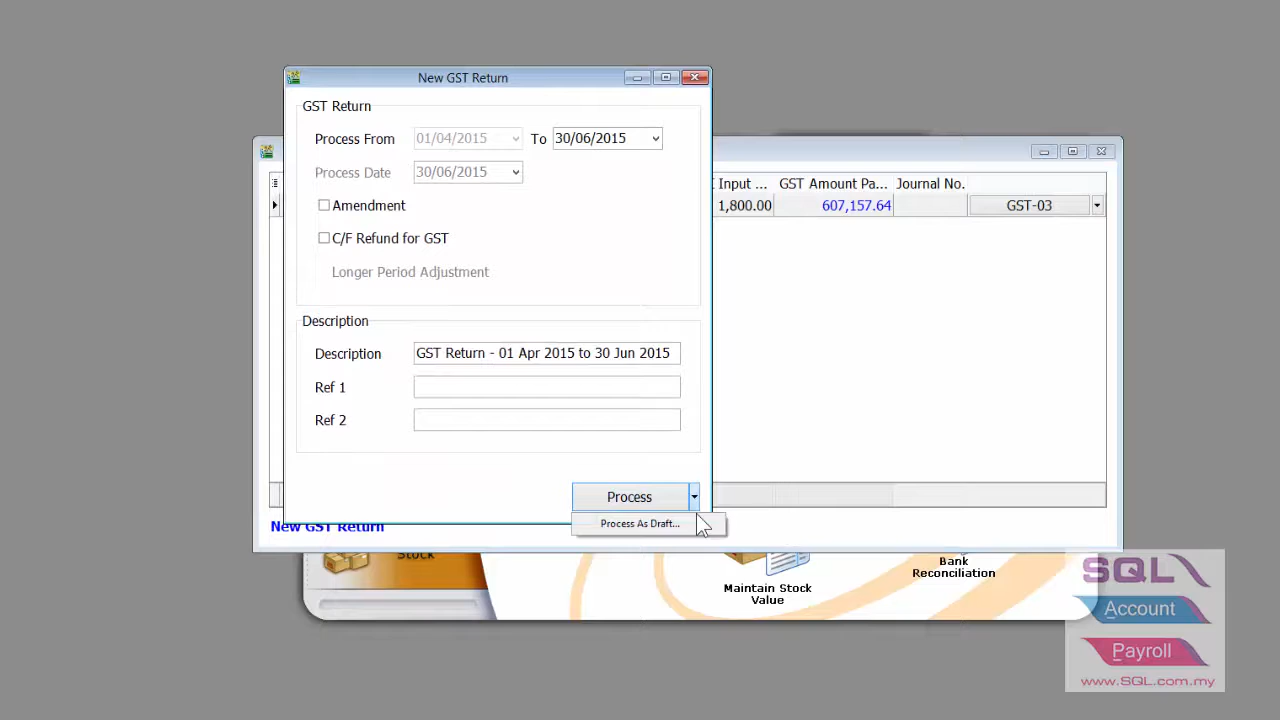 New GST Return
GST Return
Process From 01/04/2015 To 30/06/2015
Process Date 30/06/2015
Amendment
C/F Refund for GST
Longer Period Adjustment
Description
Description GST Return - 01 Apr 2015 to 30 Jun 2015
Ref 1
Ref 2
Process
Process As Draft...
Input ... GST Amount Pa... Journal No.
1,800.00 607,157.64 GST-03
New GST Return
Stock
Maintain Stock
Value
Bank
Reconciliation
SQL
Account
Payroll
www.SQL.com.my